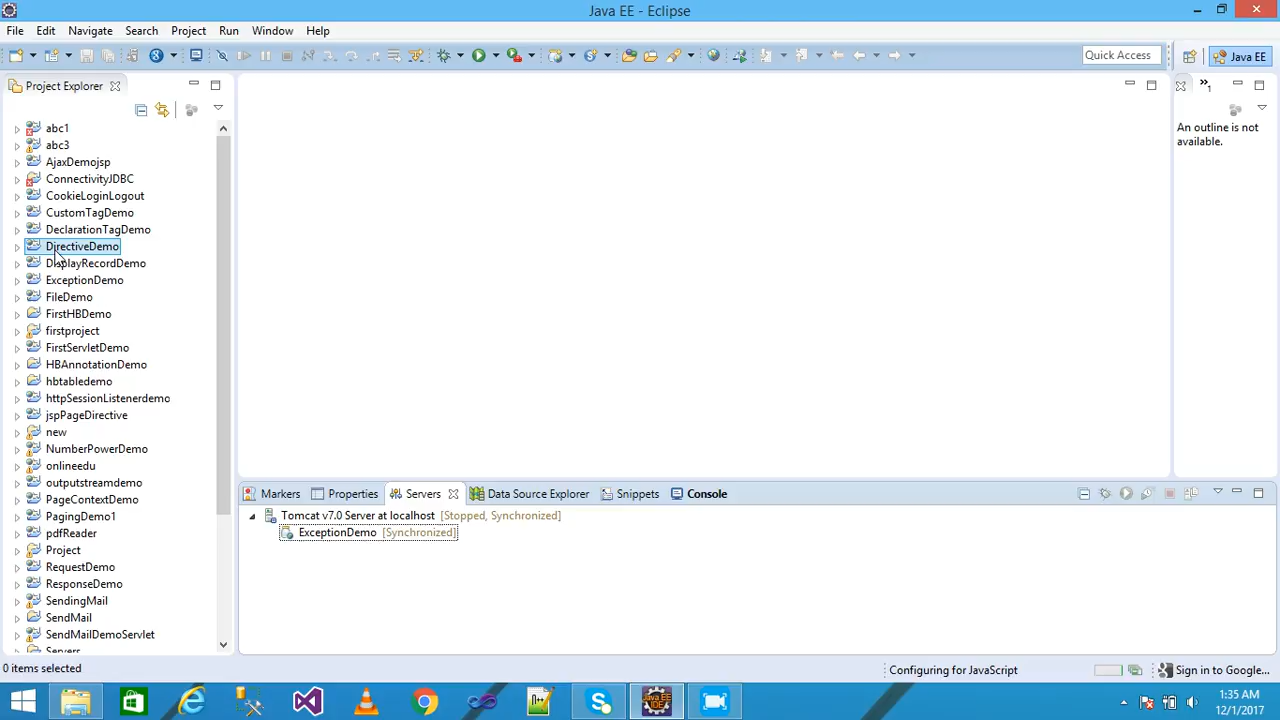 Java EE - Eclipse
File Edit Navigate Search Project Run Window Help
Quick Access
Java EE
Project Explorer
abc1
abc3
AjaxDemojsp
ConnectivityJDBC
CookieLoginLogout
CustomTagDemo
DeclarationTagDemo
DirectiveDemo
DisplayRecordDemo
ExceptionDemo
FileDemo
FirstHBDemo
firstproject
FirstServletDemo
HBAnnotationDemo
hbtabledemo
httpSessionListenerdemo
jspPageDirective
new
NumberPowerDemo
onlineedu
outputstreamdemo
PageContextDemo
PagingDemo1
pdfReader
Project
RequestDemo
ResponseDemo
SendingMail
SendMail
SendMailDemoServlet
Servers
An outline is not
available.
Markers Properties Servers Data Source Explorer Snippets Console
Tomcat v7.0 Server at localhost [Stopped, Synchronized]
ExceptionDemo [Synchronized]
0 items selected
Configuring for JavaScript
Sign in to Google...
1:35 AM
12/1/2017